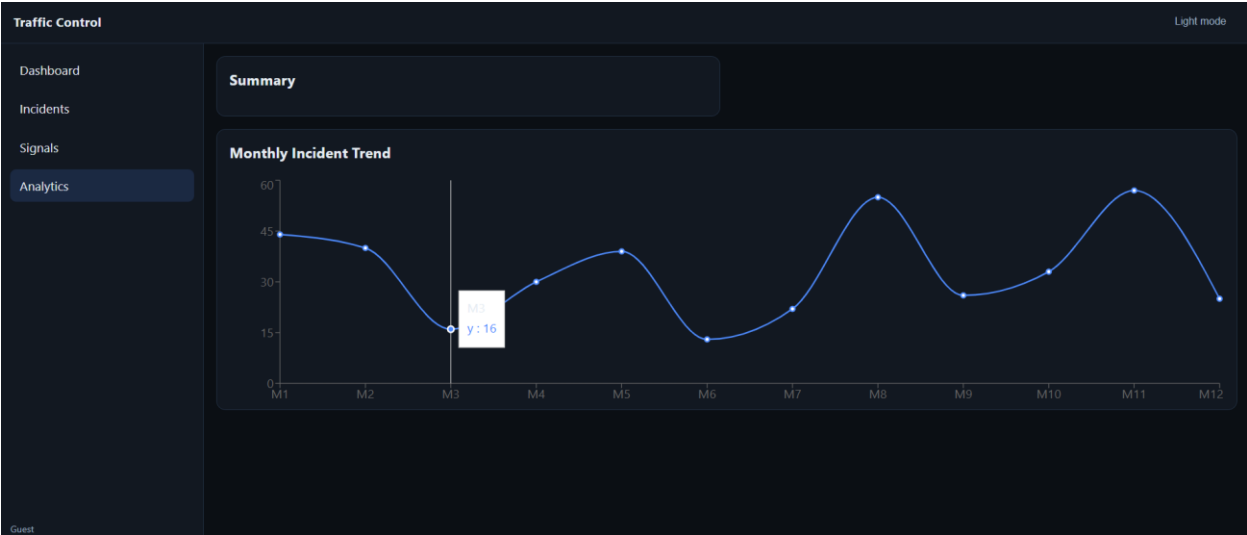 Traffic Control
Light mode
Dashboard
Incidents
Signals
Analytics
Guest
Summary
Monthly Incident Trend
60
45
30
15
0
M3
y : 16
M1 M2 M3 M4 M5 M6 M7 M8 M9 M10 M11 M12